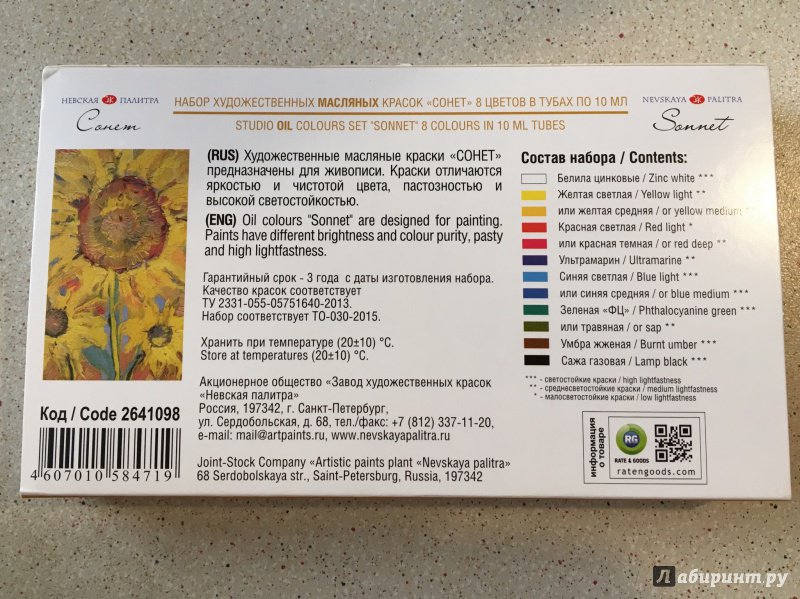 НЕВСКАЯ ПАЛИТРА
Сонет
НАБОР ХУДОЖЕСТВЕННЫХ МАСЛЯНЫХ КРАСОК «СОНЕТ» 8 ЦВЕТОВ В ТУБАХ ПО 10 МЛ
STUDIO OIL COLOURS SET "SONNET" 8 COLOURS IN 10 ML TUBES
NEVSKAYA PALITRA
Sonnet
(RUS) Художественные масляные краски «СОНЕТ»
предназначены для живописи. Краски отличаются
яркостью и чистотой цвета, пастозностью и
высокой светостойкостью.
(ENG) Oil colours "Sonnet" are designed for painting.
Paints have different brightness and colour purity, pasty
and high lightfastness.
Гарантийный срок - 3 года с даты изготовления набора.
Качество красок соответствует
ТУ 2331-055-05751640-2013.
Набор соответствует ТО-030-2015.
Хранить при температуре (20±10) °C.
Store at temperatures (20±10) °C.
Акционерное общество «Завод художественных красок
«Невская палитра»
Россия, 197342, г. Санкт-Петербург,
ул. Сердобольская, д. 68, тел./факс: +7 (812) 337-11-20,
e-mail: mail@artpaints.ru, www.nevskayapalitra.ru
Joint-Stock Company «Artistic paints plant «Nevskaya palitra»
68 Serdobolskaya str., Saint-Petersburg, Russia, 197342
Код / Code 2641098
4 607010 584719
Состав набора / Contents:
Белила цинковые / Zinc white ***
Желтая светлая / Yellow light **
или желтая средняя / or yellow medium **
Красная светлая / Red light *
или красная темная / or red deep **
Ультрамарин / Ultramarine **
Синяя светлая / Blue light ***
или синяя средняя / or blue medium ***
Зеленая «ФЦ» / Phthalocyanine green ***
или травяная / or sap **
Умбра жженая / Burnt umber ***
Сажа газовая / Lamp black ***
*** - светостойкие краски / high lightfastness
** - среднесветостойкие краски / medium lightfastness
* - малосветостойкие краски / low lightfastness
информация
о товаре
RG
RATE & GOODS
ratengoods.com
Лабиринт.ру